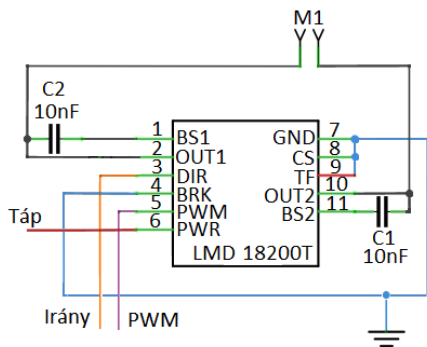 M1
C2
10nF
1 BS1
2 OUT1
3 DIR
4 BRK
5 PWM
6 PWR
GND 7
CS 8
TF 9
OUT2 10
BS2 11
LMD 18200T
C1
10nF
Táp
Irány PWM